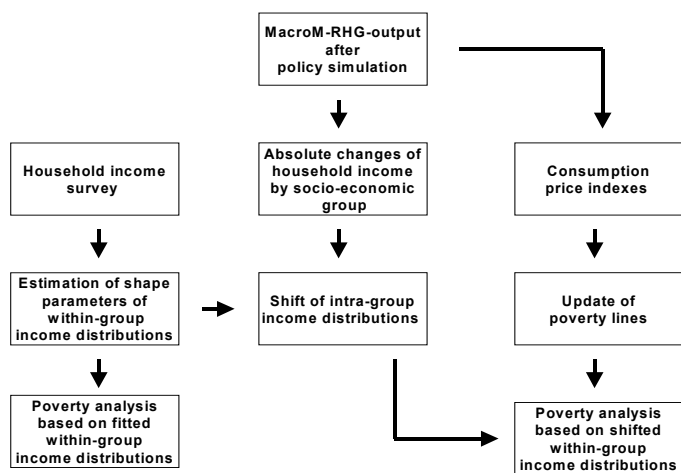 MacroM-RHG-output
after
policy simulation
Household income
survey
Absolute changes of
household income
by socio-economic
group
Consumption
price indexes
Estimation of shape
parameters of
within-group
income distributions
Shift of intra-group
income distributions
Update of
poverty lines
Poverty analysis
based on fitted
within-group
income distributions
Poverty analysis
based on shifted
within-group
income distributions